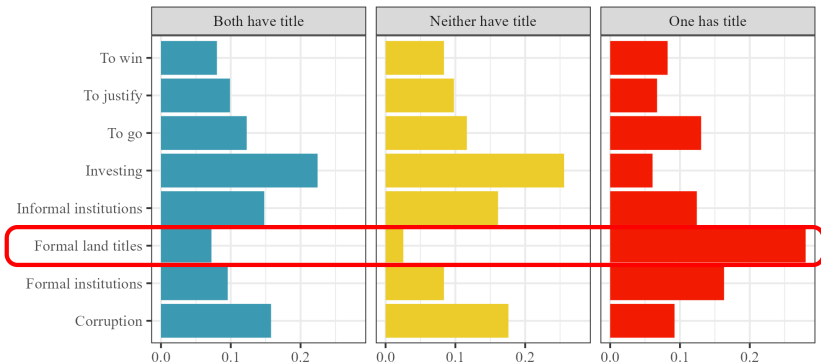 Both have title
Neither have title
One has title
To win
To justify
To go
Investing
Informal institutions
Formal land titles
Formal institutions
Corruption
0.0 0.1 0.2
0.0 0.1 0.2
0.0 0.1 0.2